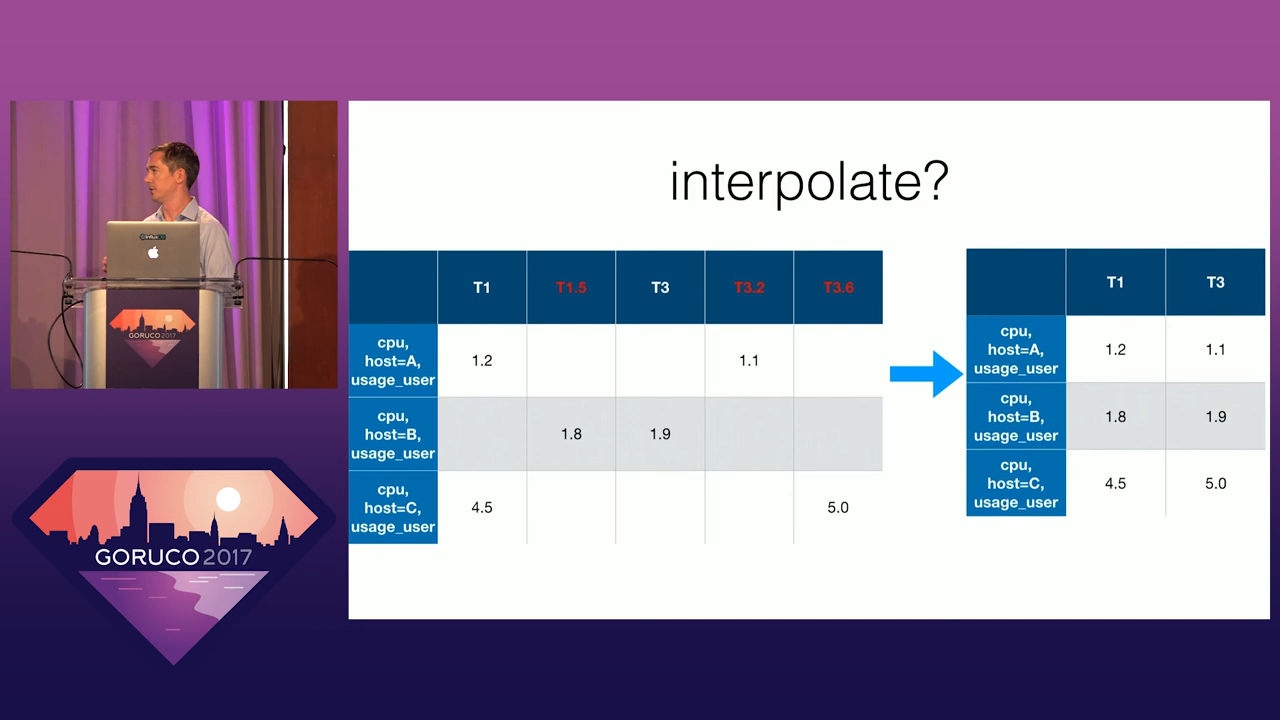 interpolate?
T1 T1.5 T3 T3.2 T3.6
cpu,
host=A,
usage_user
1.2 1.1
cpu,
host=B,
usage_user
1.8 1.9
cpu,
host=C,
usage_user
4.5 5.0
T1 T3
cpu,
host=A,
usage_user
1.2 1.1
cpu,
host=B,
usage_user
1.8 1.9
cpu,
host=C,
usage_user
4.5 5.0
GORUCO 2017
GORUCO 2017